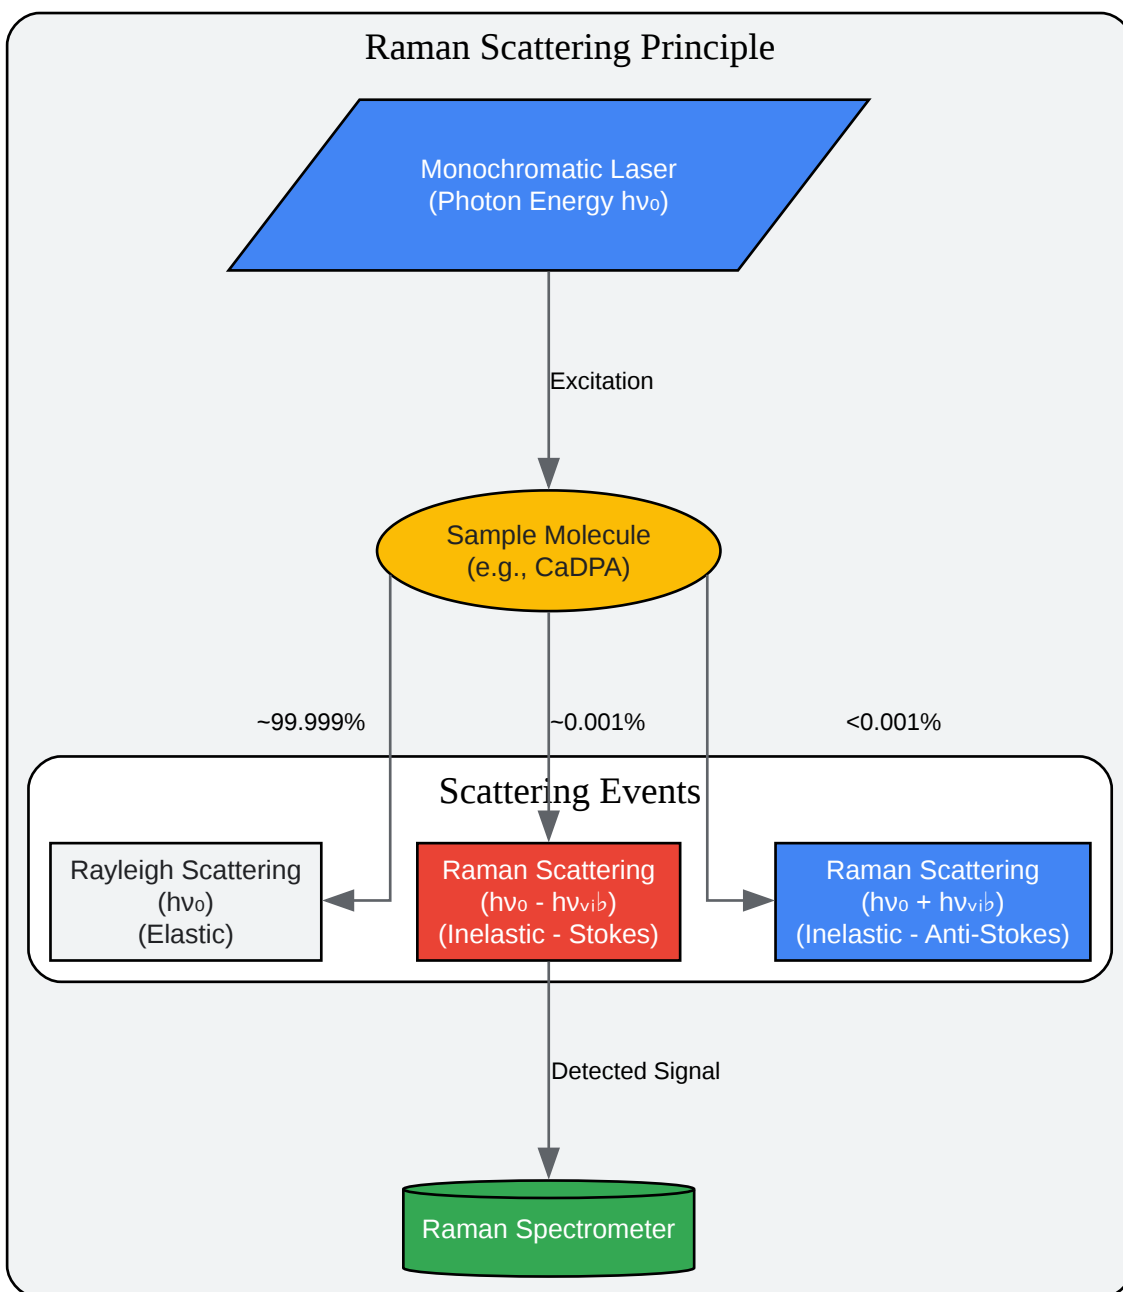 Raman Scattering Principle
Monochromatic Laser
(Photon Energy hν₀)
Excitation
Sample Molecule
(e.g., CaDPA)
~99.999%
~0.001%
<0.001%
Scattering Events
Rayleigh Scattering
(hν₀)
(Elastic)
Raman Scattering
(hν₀ - hνᵥᵢ♭)
(Inelastic - Stokes)
Raman Scattering
(hν₀ + hνᵥᵢ♭)
(Inelastic - Anti-Stokes)
Detected Signal
Raman Spectrometer